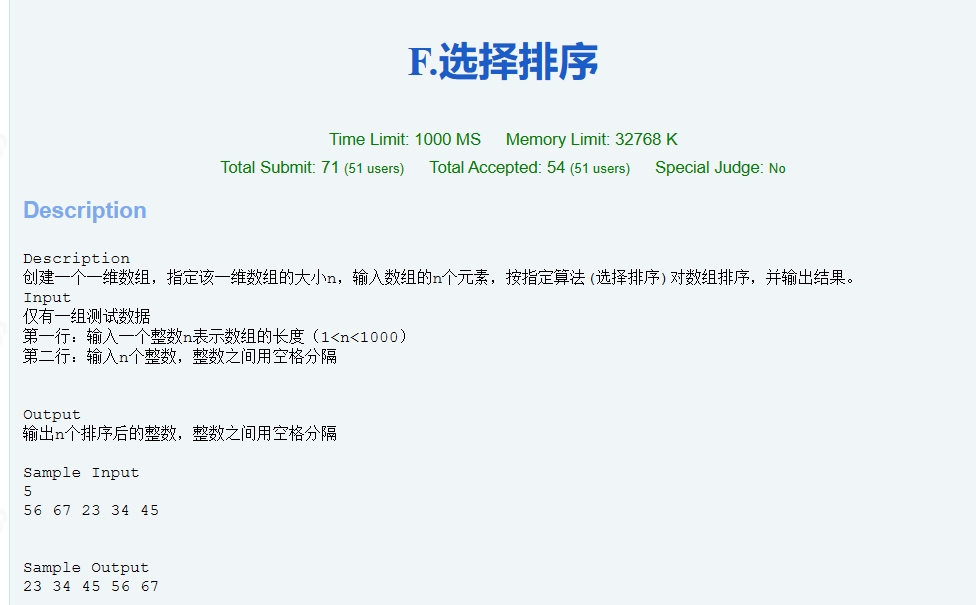 F.选择排序
Time Limit: 1000 MS Memory Limit: 32768 K
Total Submit: 71 (51 users) Total Accepted: 54 (51 users) Special Judge: No
Description
Description
创建一个一维数组，指定该一维数组的大小n，输入数组的n个元素，按指定算法(选择排序)对数组排序，并输出结果。
Input
仅有一组测试数据
第一行：输入一个整数n表示数组的长度（1<n<1000）
第二行：输入n个整数，整数之间用空格分隔
Output
输出n个排序后的整数，整数之间用空格分隔
Sample Input
5
56 67 23 34 45
Sample Output
23 34 45 56 67